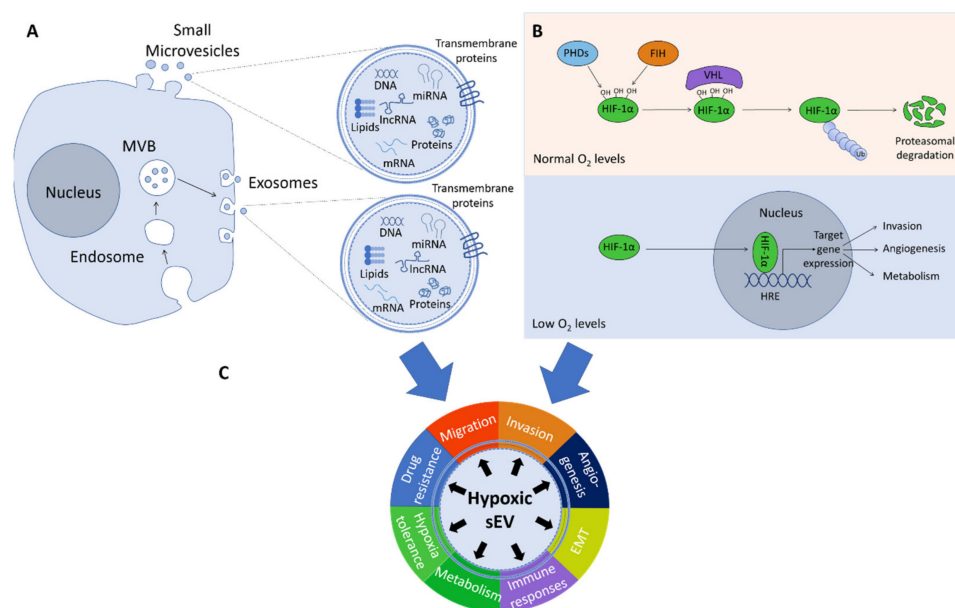 A
Small
Microvesicles
MVB
Nucleus
Exosomes
Endosome
Transmembrane
proteins
DNA
miRNA
Lipids
lncRNA
Proteins
mRNA
Transmembrane
proteins
DNA
miRNA
Lipids
lncRNA
Proteins
mRNA
B
PHDs
FIH
VHL
OH OH OH
OH OH OH
HIF-1α
HIF-1α
HIF-1α
Ub
Proteasomal
degradation
Normal O₂ levels
Nucleus
HIF-1α
HIF-1α
Target
gene
expression
Invasion
Angiogenesis
Metabolism
HRE
Low O₂ levels
C
Migration
Invasion
Angio-
genesis
EMT
Immune
responses
Metabolism
Hypoxia
tolerance
Drug
resistance
Hypoxic
sEV